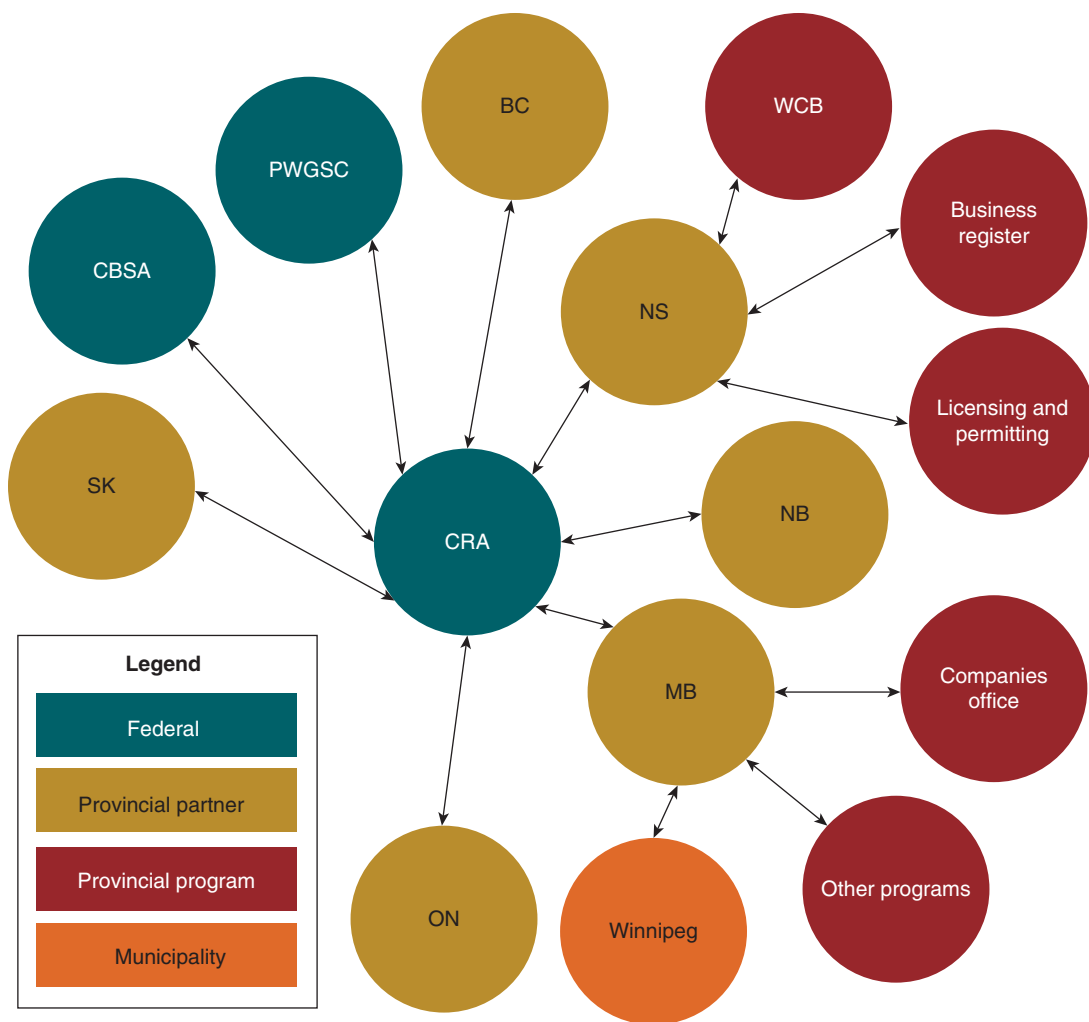 BC
WCB
PWGSC
Business
register
CBSA
NS
Licensing and
permitting
SK
NB
CRA
Companies
office
MB
Other programs
ON
Winnipeg
Legend
Federal
Provincial partner
Provincial program
Municipality